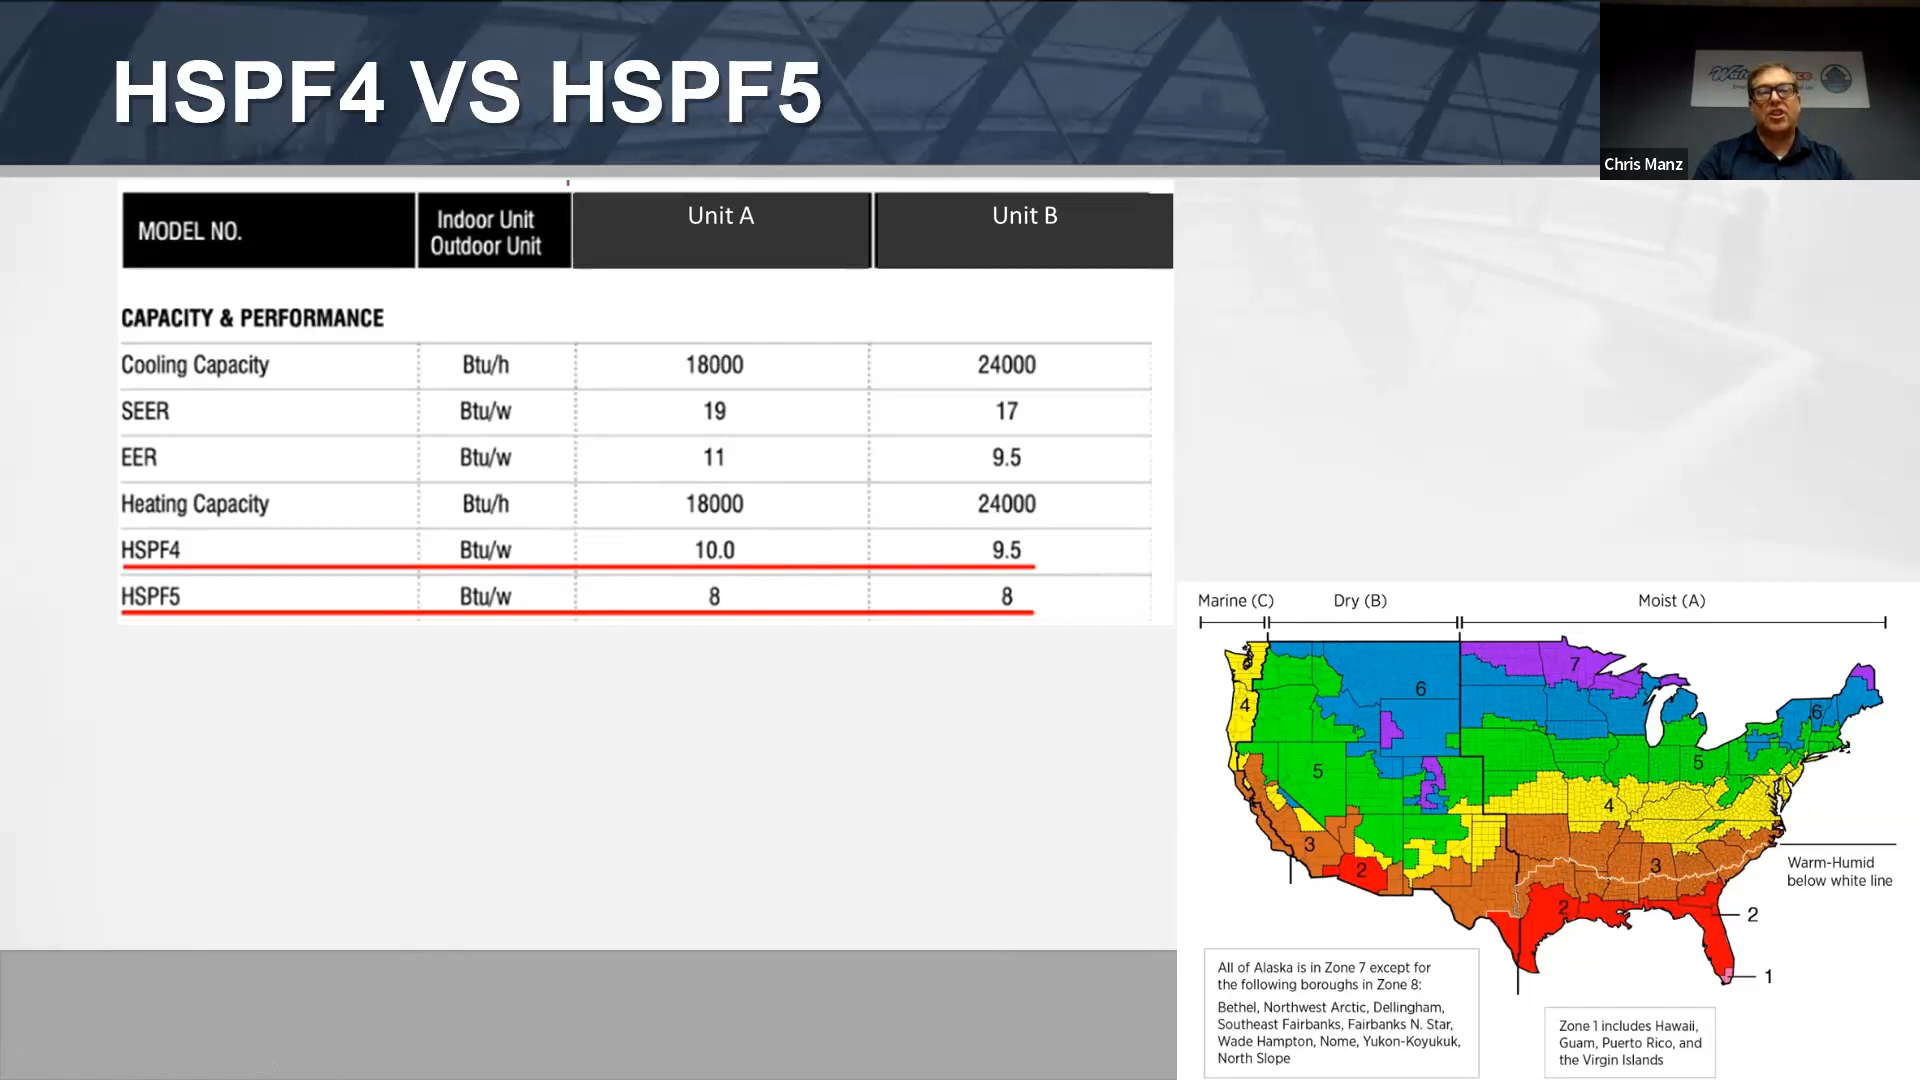 HSPF4 VS HSPF5
Chris Manz
MODEL NO.
Indoor Unit
Outdoor Unit
Unit A
Unit B
CAPACITY & PERFORMANCE
Cooling Capacity Btu/h 18000 24000
SEER Btu/w 19 17
EER Btu/w 11 9.5
Heating Capacity Btu/h 18000 24000
HSPF4 Btu/w 10.0 9.5
HSPF5 Btu/w 8 8
Marine (C) Dry (B) Moist (A)
7
6
4
6
5
5
4
3
3
2
2
Warm-Humid
below white line
2
1
All of Alaska is in Zone 7 except for
the following boroughs in Zone 8:
Bethel, Northwest Arctic, Dellingham,
Southeast Fairbanks, Fairbanks N. Star,
Wade Hampton, Nome, Yukon-Koyukuk,
North Slope
Zone 1 includes Hawaii,
Guam, Puerto Rico, and
the Virgin Islands